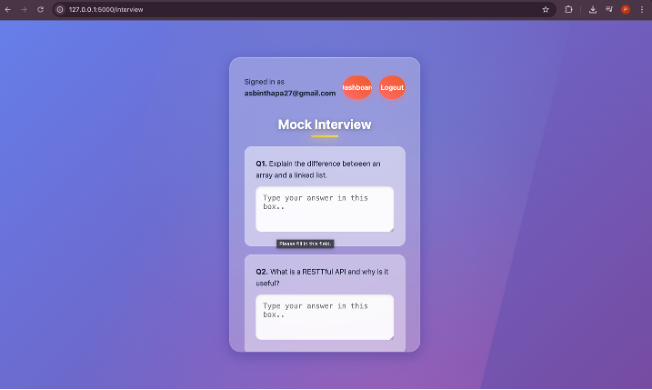 127.0.0.1:5000/interview
Signed in as
asbinthapa27@gmail.com
Dashboard
Logout
Mock Interview
Q1. Explain the difference between an
array and a linked list.
Type your answer in this
box..
Please fill in this field.
Q2. What is a RESTful API and why is it
useful?
Type your answer in this
box..